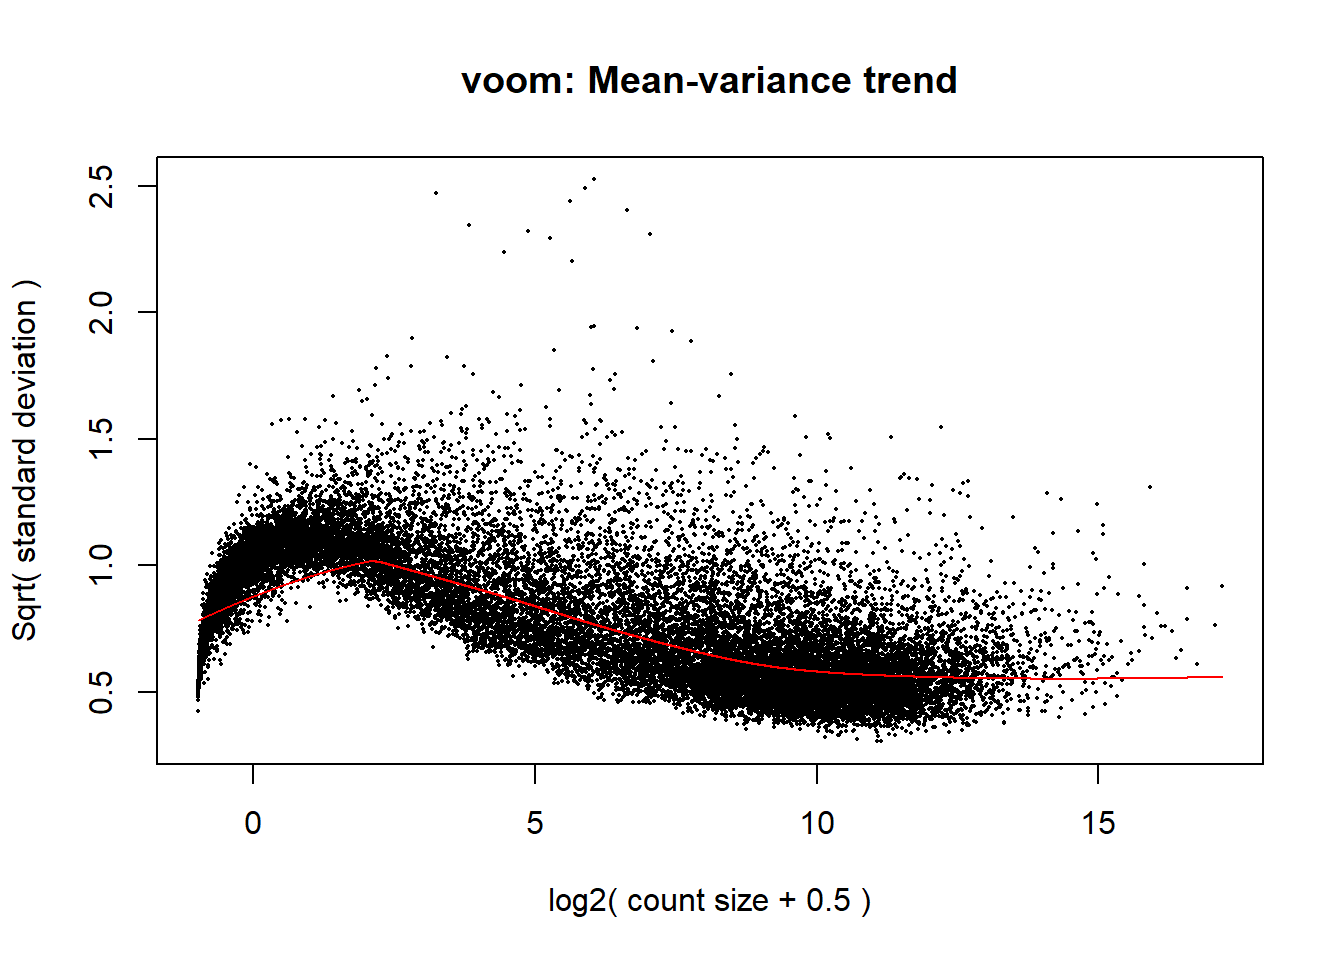 voom: Mean-variance trend
Sqrt( standard deviation )
2.5
2.0
1.5
1.0
0.5
0 5 10 15
log2( count size + 0.5 )